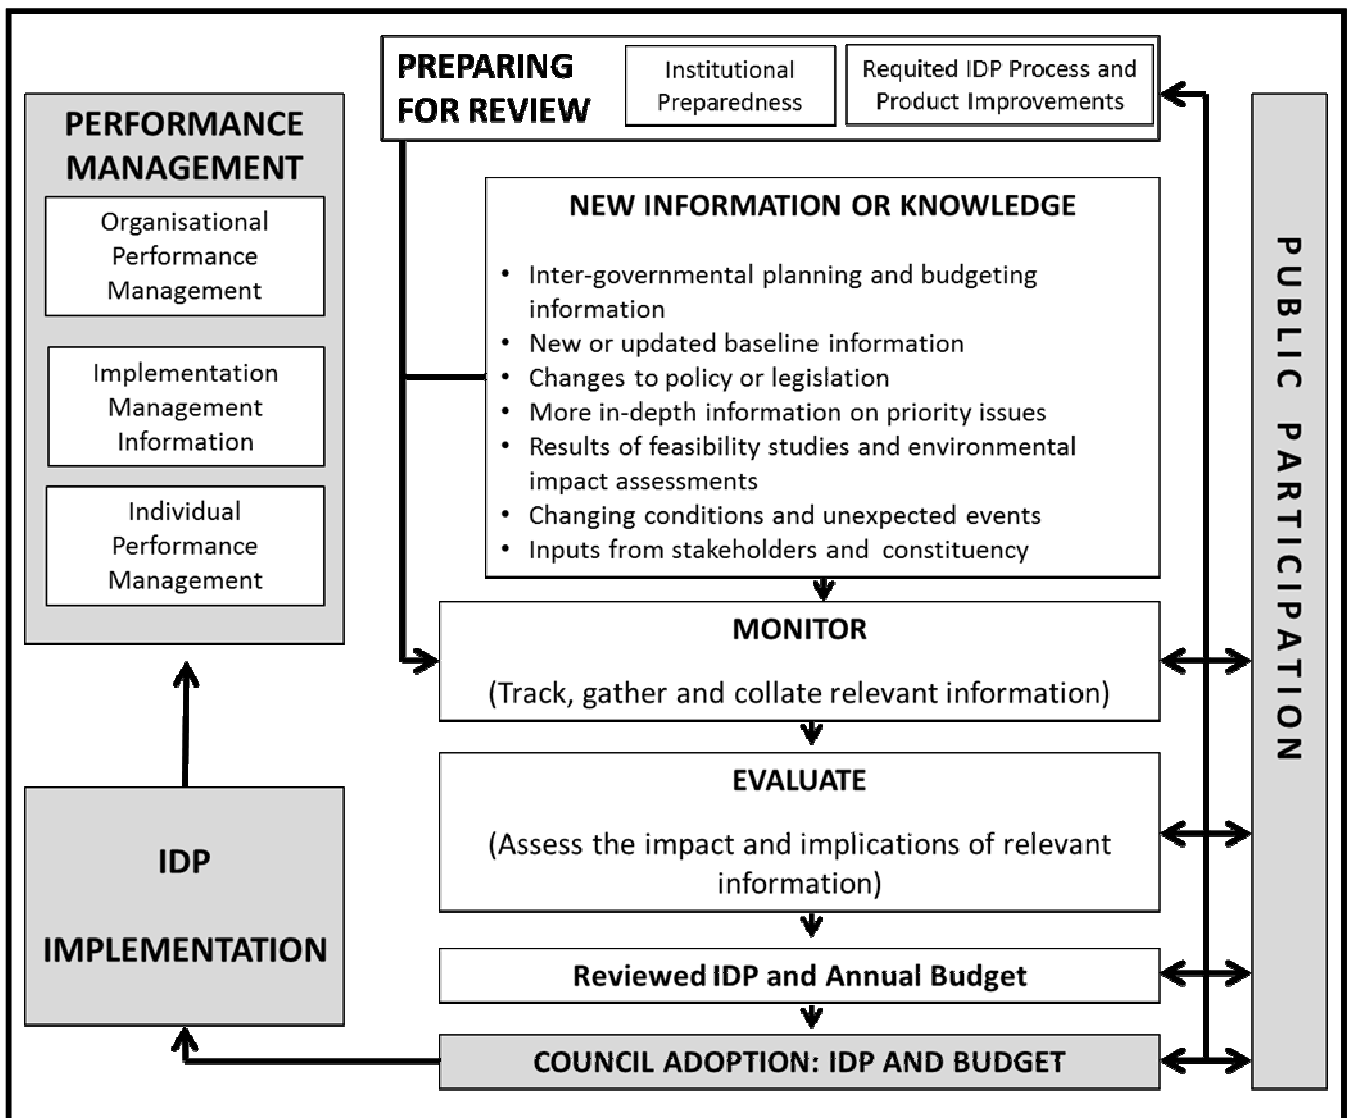 PREPARING
FOR REVIEW
Institutional
Preparedness
Requited IDP Process and
Product Improvements
PERFORMANCE
MANAGEMENT
Organisational
Performance
Management
Implementation
Management
Information
Individual
Performance
Management
NEW INFORMATION OR KNOWLEDGE
• Inter-governmental planning and budgeting
information
• New or updated baseline information
• Changes to policy or legislation
• More in-depth information on priority issues
• Results of feasibility studies and environmental
impact assessments
• Changing conditions and unexpected events
• Inputs from stakeholders and constituency
MONITOR
(Track, gather and collate relevant information)
EVALUATE
(Assess the impact and implications of relevant
information)
Reviewed IDP and Annual Budget
COUNCIL ADOPTION: IDP AND BUDGET
IDP
IMPLEMENTATION
PUBLIC PARTICIPATION